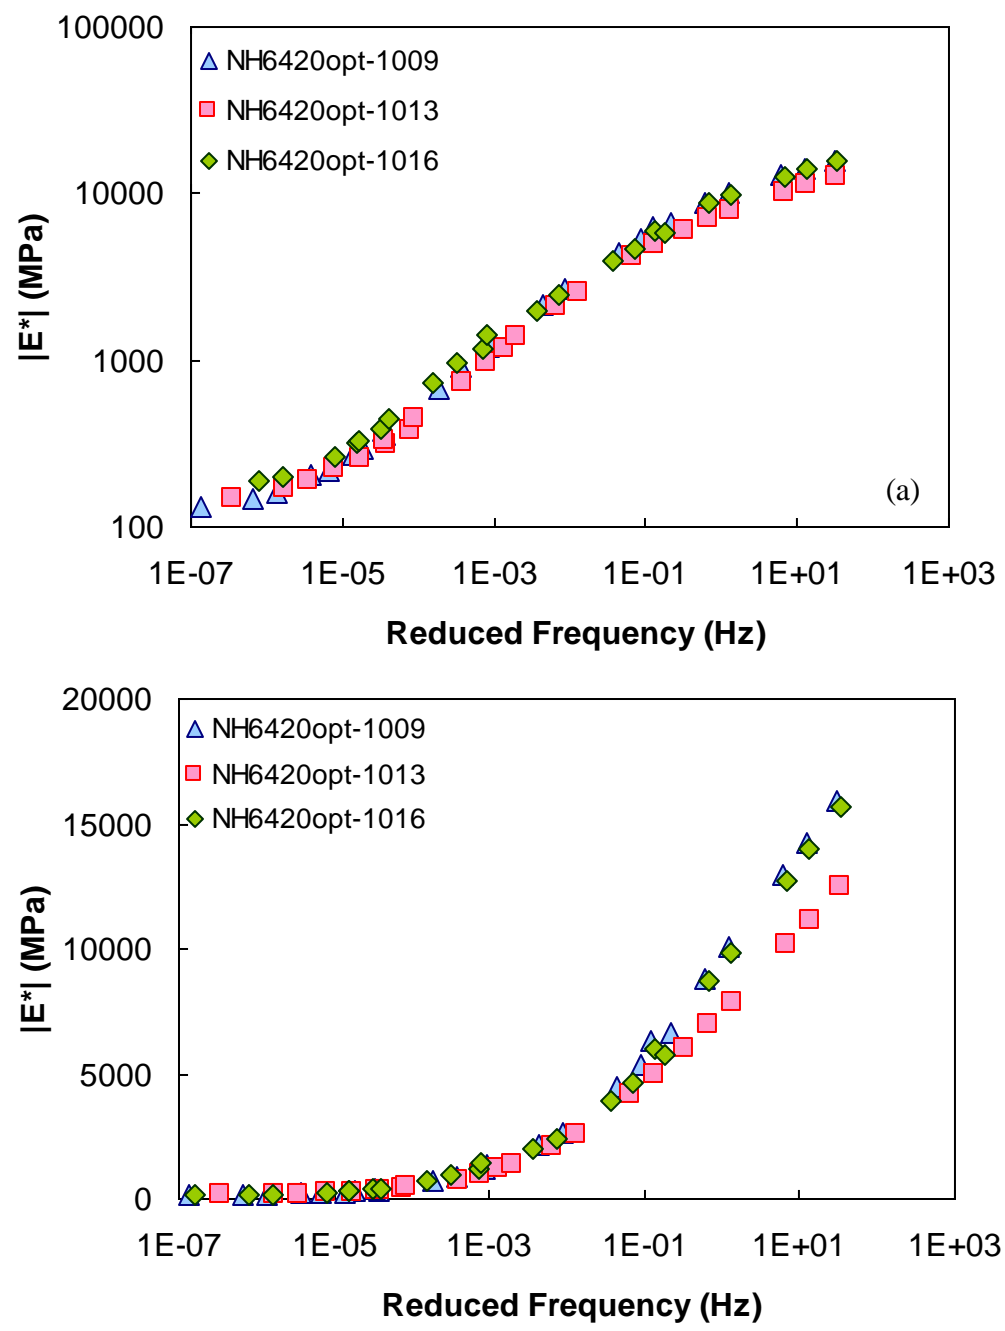 100000
NH6420opt-1009
NH6420opt-1013
NH6420opt-1016
10000
|E*| (MPa)
1000
(a)
100
1E-07 1E-05 1E-03 1E-01 1E+01 1E+03
Reduced Frequency (Hz)
20000
NH6420opt-1009
NH6420opt-1013
NH6420opt-1016
15000
10000
|E*| (MPa)
5000
0
1E-07 1E-05 1E-03 1E-01 1E+01 1E+03
Reduced Frequency (Hz)